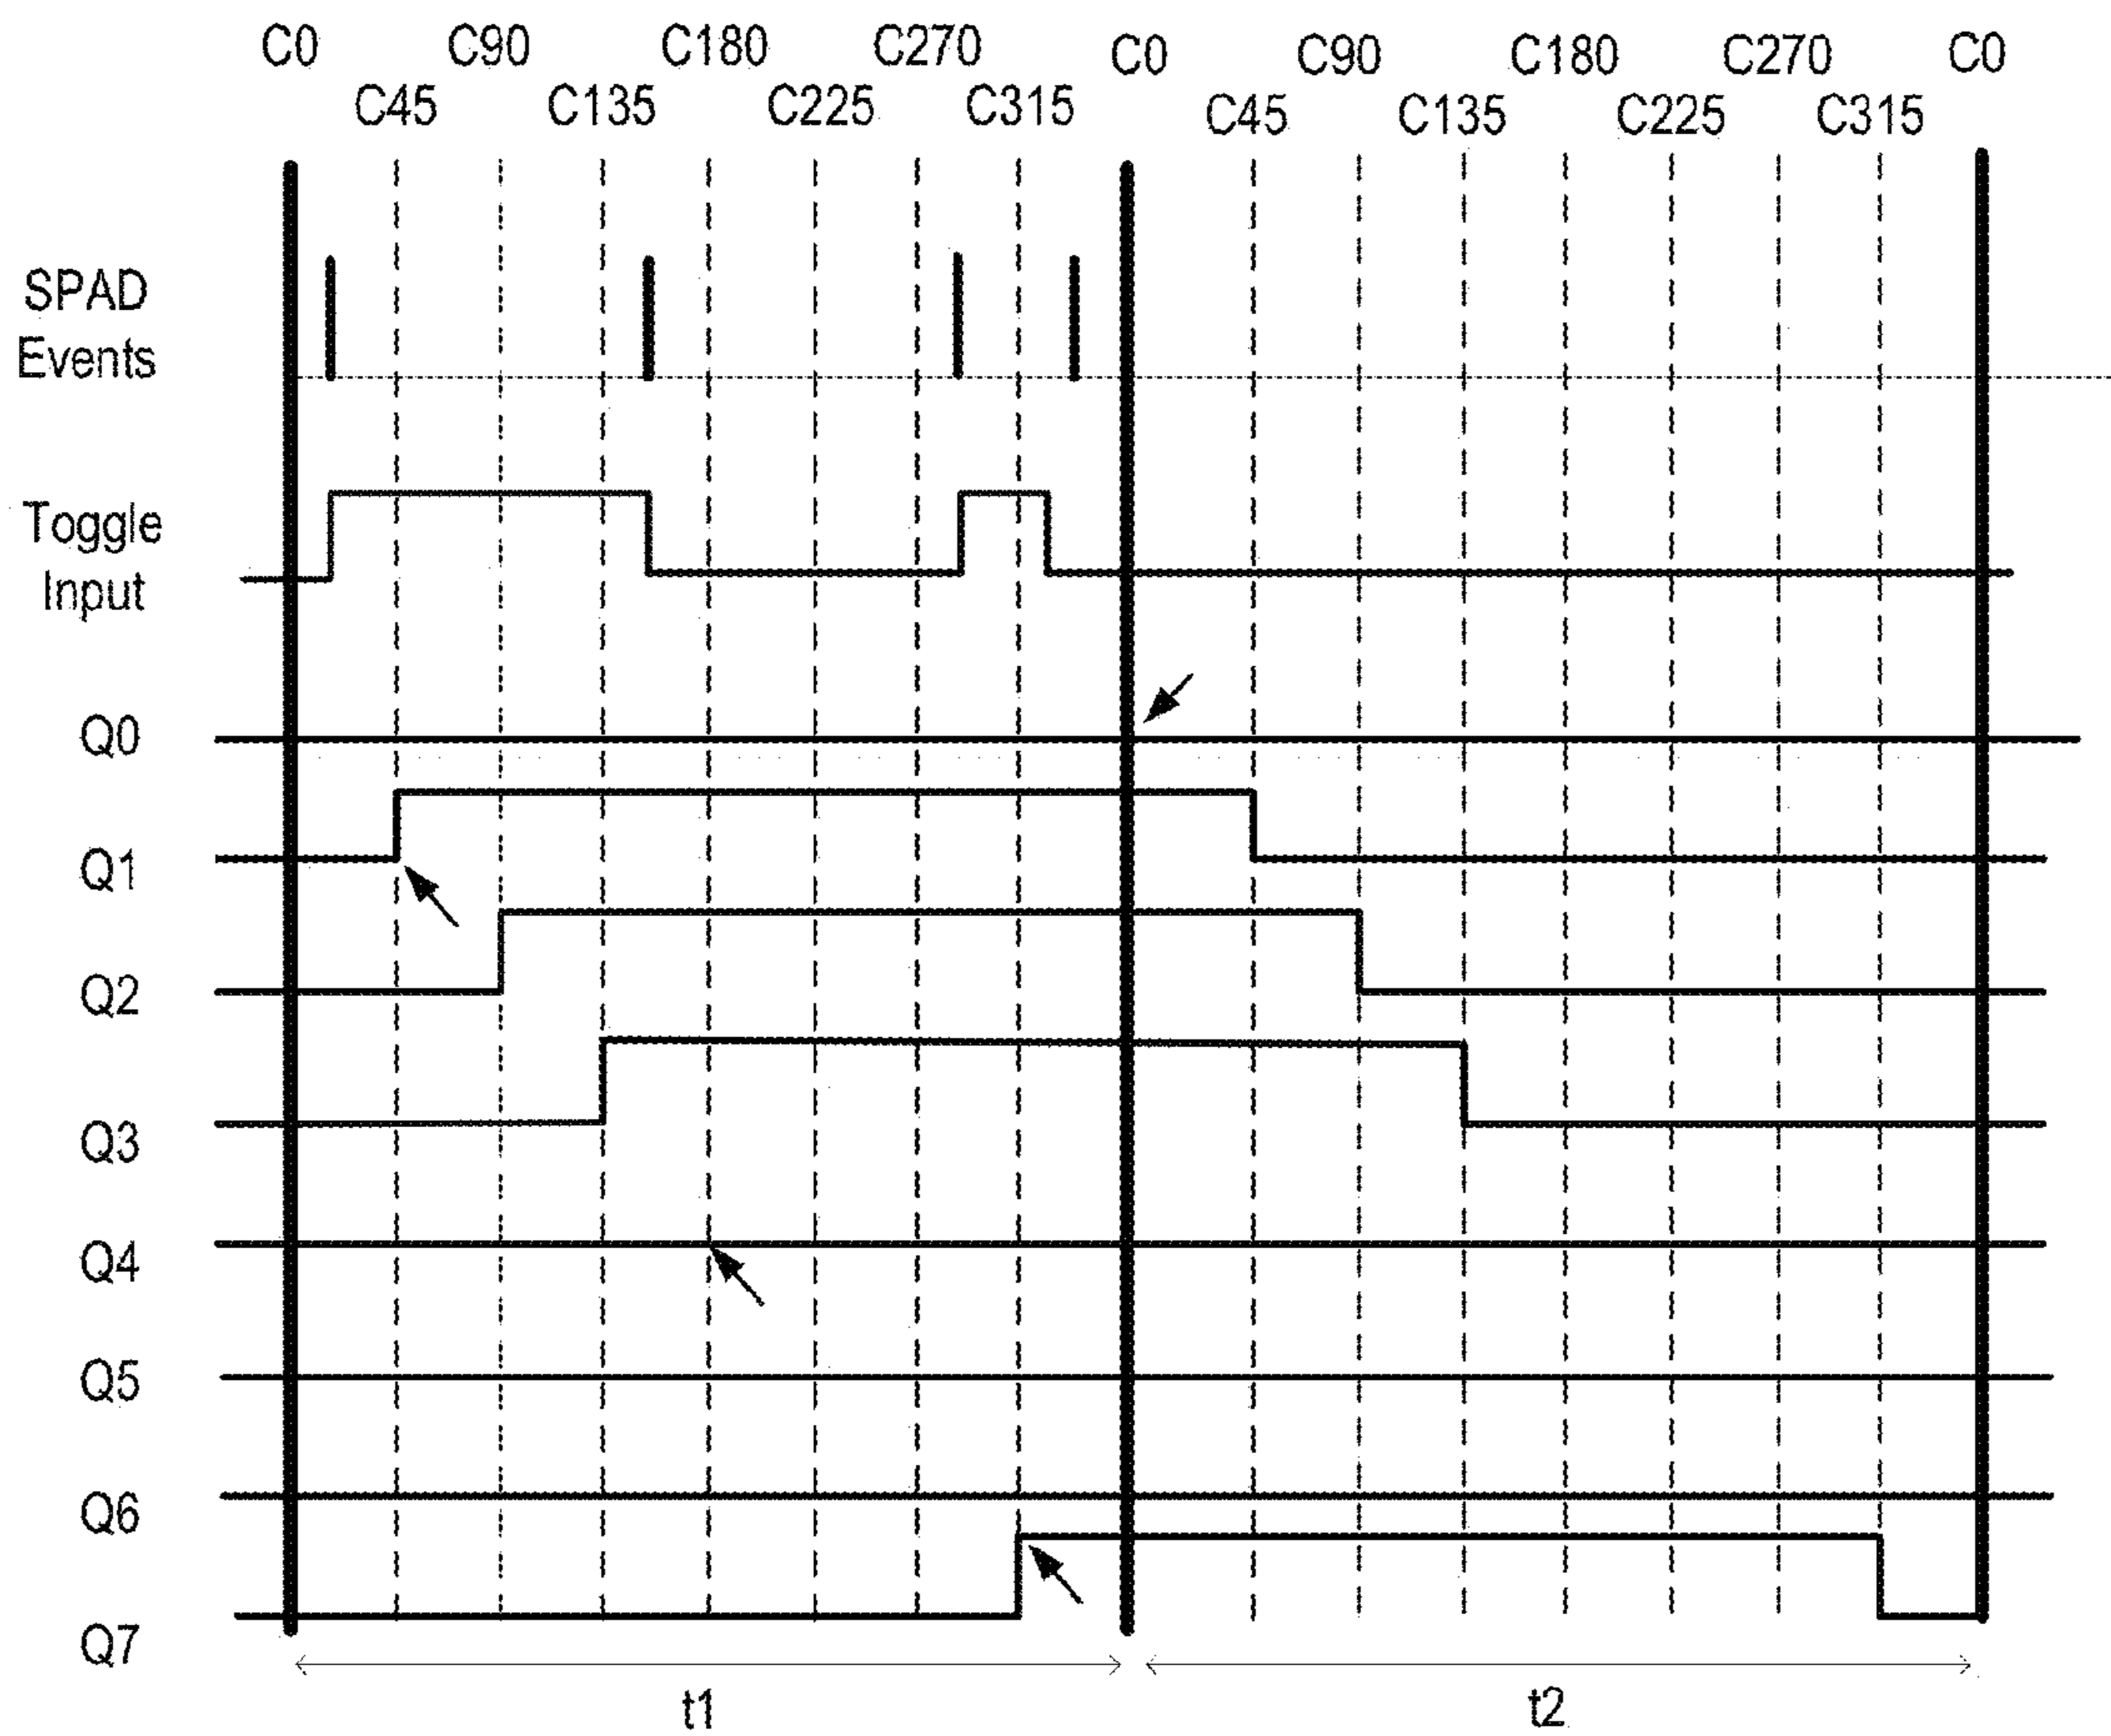 C0 C90 C180 C270 C0 C90 C180 C270 C0
C45 C135 C225 C315 C45 C135 C225 C315
SPAD
Events
Toggle
Input
Q0
Q1
Q2
Q3
Q4
Q5
Q6
Q7
t1 t2